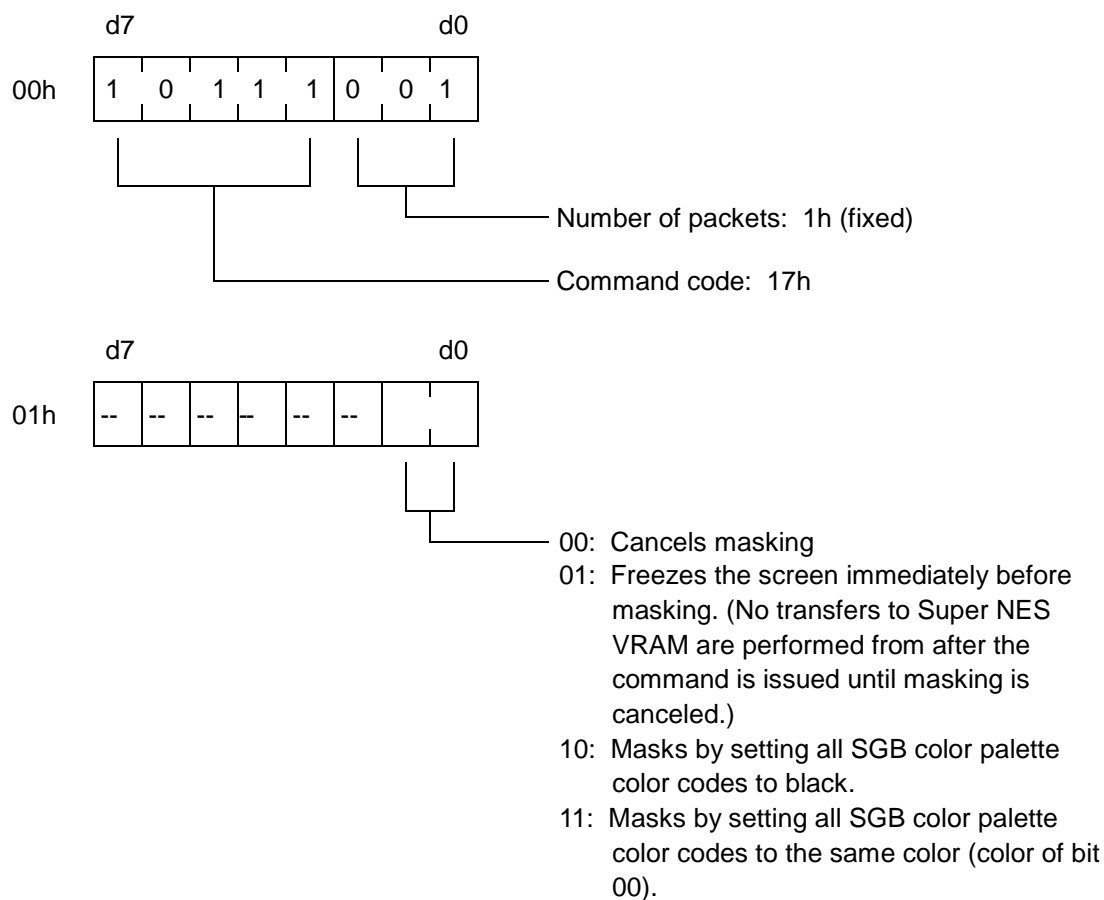 d7 d0
00h 1 0 1 1 1 0 0 1
Number of packets: 1h (fixed)
Command code: 17h
d7 d0
01h -- -- -- -- -- --
00: Cancels masking
01: Freezes the screen immediately before
masking. (No transfers to Super NES
VRAM are performed from after the
command is issued until masking is
canceled.)
10: Masks by setting all SGB color palette
color codes to black.
11: Masks by setting all SGB color palette
color codes to the same color (color of bit
00).